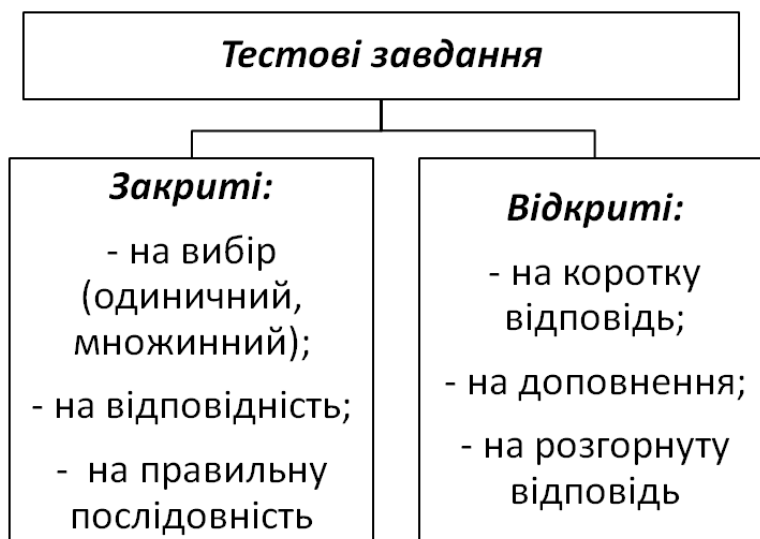 Тестові завдання
Закриті:
- на вибір
(одиничний,
множинний);
- на відповідність;
- на правильну
послідовність
Відкриті:
- на коротку
відповідь;
- на доповнення;
- на розгорнуту
відповідь